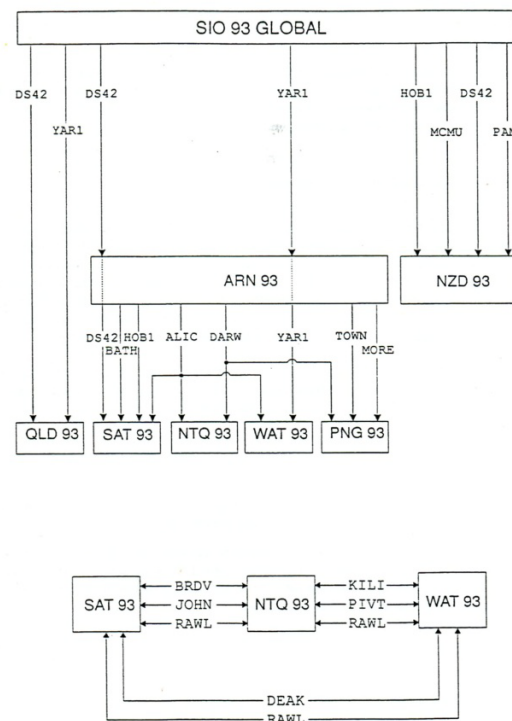 SIO 93 GLOBAL
DS42 DS42 YAR1 HOB1 DS42
YAR1 MCMU
ARN 93 NZD 93
DS42 HOB1 ALIC DARW YAR1 TOWN
BATH MORE
QLD 93 SAT 93 NTQ 93 WAT 93 PNG 93
BRDV KILI
SAT 93 JOHN NTQ 93 PIVT WAT 93
RAWL RAWL
DEAK
RAWL